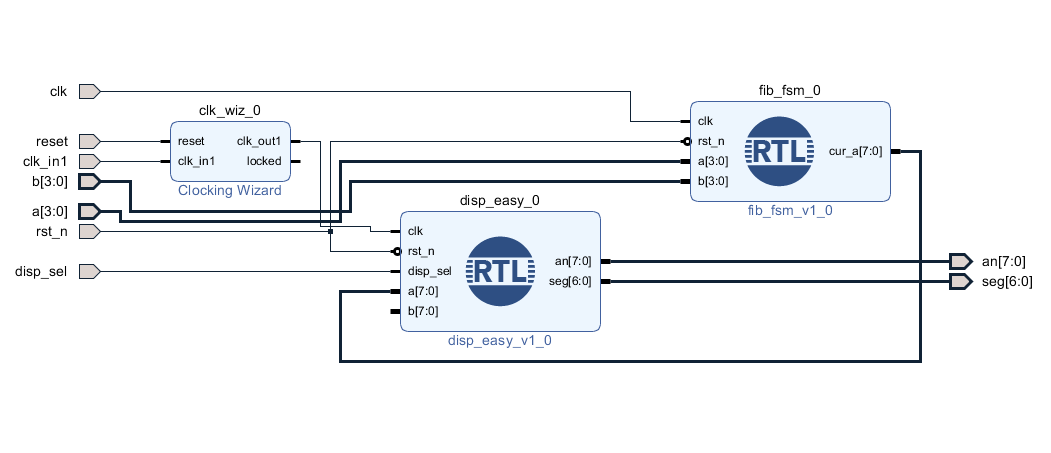 clk
reset
clk_in1
b[3:0]
a[3:0]
rst_n
disp_sel
clk_wiz_0
reset
clk_in1
clk_out1
locked
Clocking Wizard
disp_easy_0
clk
rst_n
disp_sel
a[7:0]
b[7:0]
RTL
an[7:0]
seg[6:0]
disp_easy_v1_0
fib_fsm_0
clk
rst_n
a[3:0]
b[3:0]
RTL
cur_a[7:0]
fib_fsm_v1_0
an[7:0]
seg[6:0]